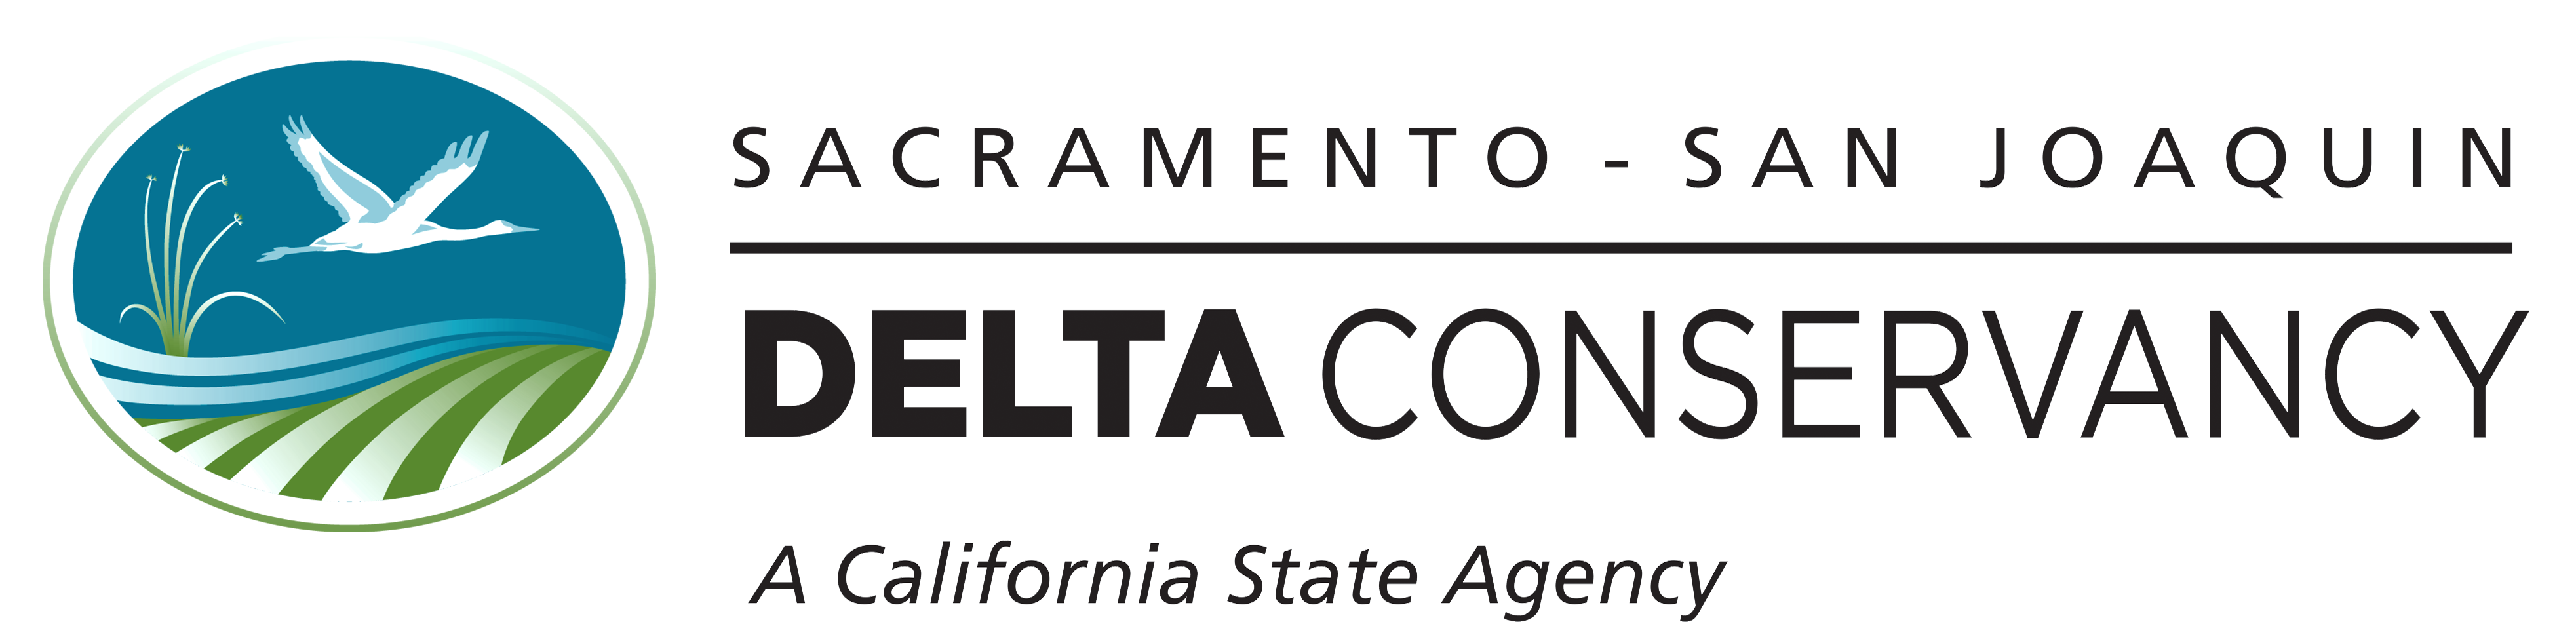 SACRAMENTO - SAN JOAQUIN
DELTA CONSERVANCY
A California State Agency